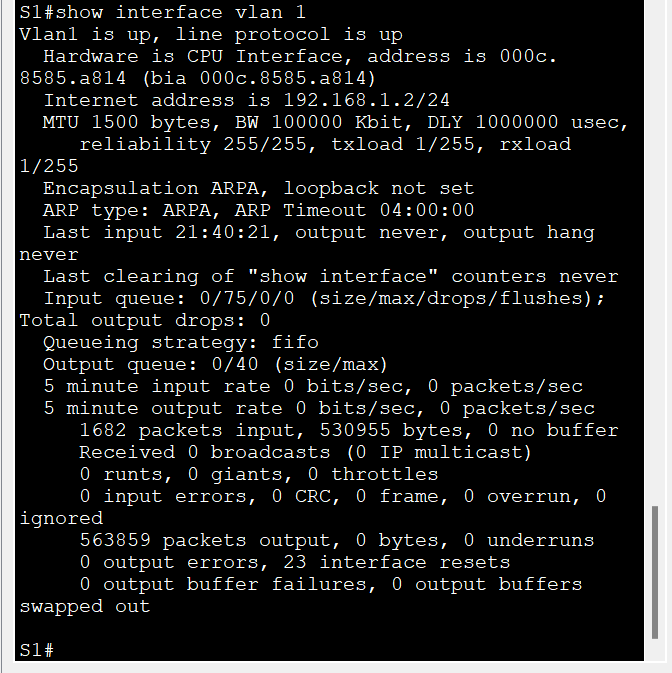 S1#show interface vlan 1
Vlan1 is up, line protocol is up
  Hardware is CPU Interface, address is 000c.
8585.a814 (bia 000c.8585.a814)
  Internet address is 192.168.1.2/24
  MTU 1500 bytes, BW 100000 Kbit, DLY 1000000 usec,
     reliability 255/255, txload 1/255, rxload
1/255
  Encapsulation ARPA, loopback not set
  ARP type: ARPA, ARP Timeout 04:00:00
  Last input 21:40:21, output never, output hang
never
  Last clearing of "show interface" counters never
  Input queue: 0/75/0/0 (size/max/drops/flushes);
Total output drops: 0
  Queueing strategy: fifo
  Output queue: 0/40 (size/max)
  5 minute input rate 0 bits/sec, 0 packets/sec
  5 minute output rate 0 bits/sec, 0 packets/sec
     1682 packets input, 530955 bytes, 0 no buffer
     Received 0 broadcasts (0 IP multicast)
     0 runts, 0 giants, 0 throttles
     0 input errors, 0 CRC, 0 frame, 0 overrun, 0
ignored
     563859 packets output, 0 bytes, 0 underruns
     0 output errors, 23 interface resets
     0 output buffer failures, 0 output buffers
swapped out
S1#